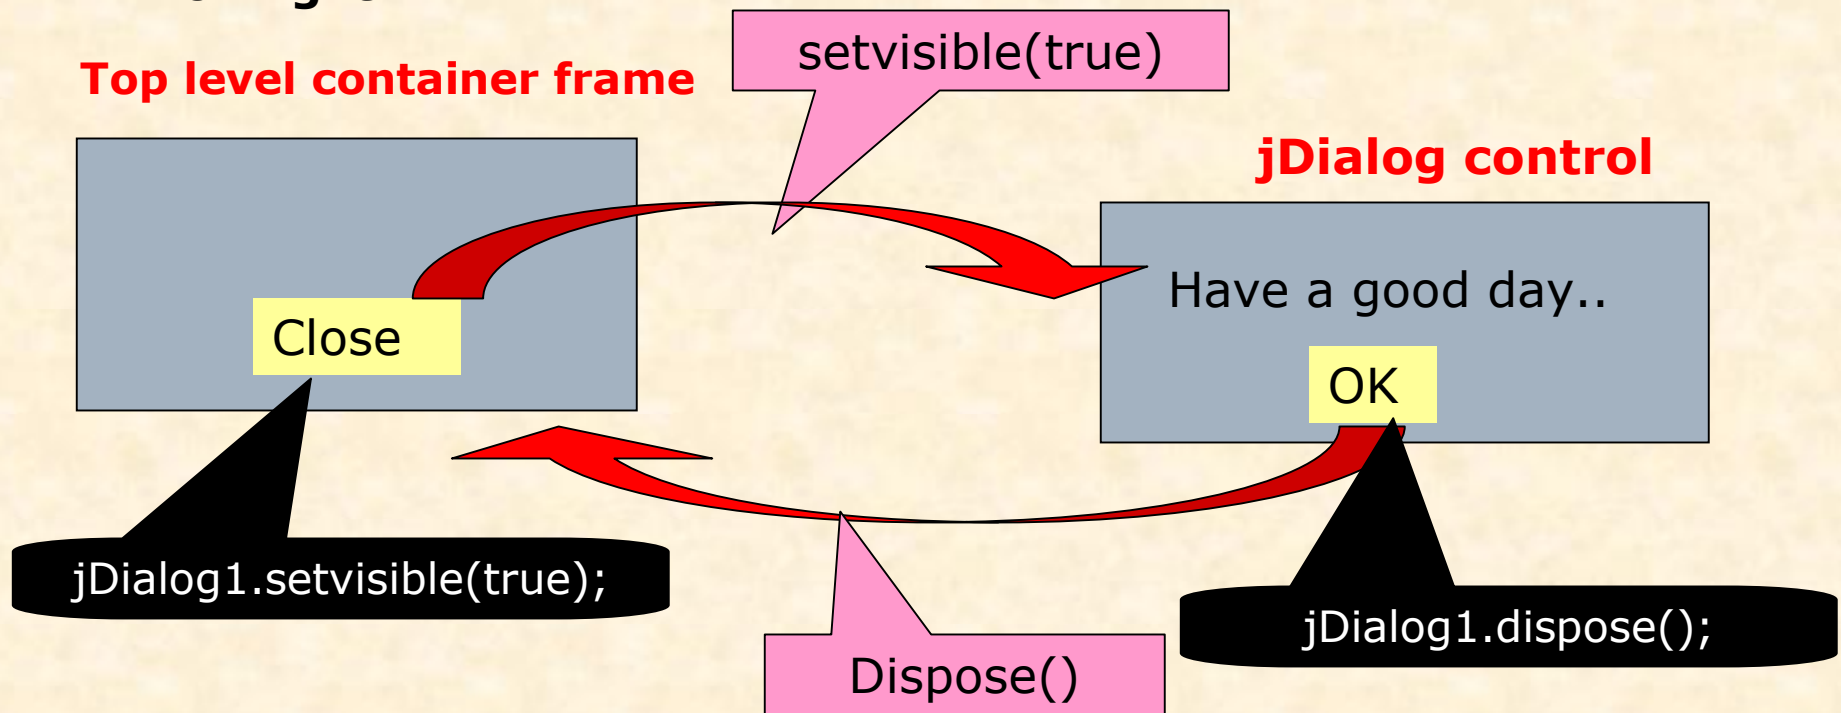 setvisible(true)
Top level container frame
jDialog control
Have a good day..
Close
OK
jDialog1.setvisible(true);
jDialog1.dispose();
Dispose()